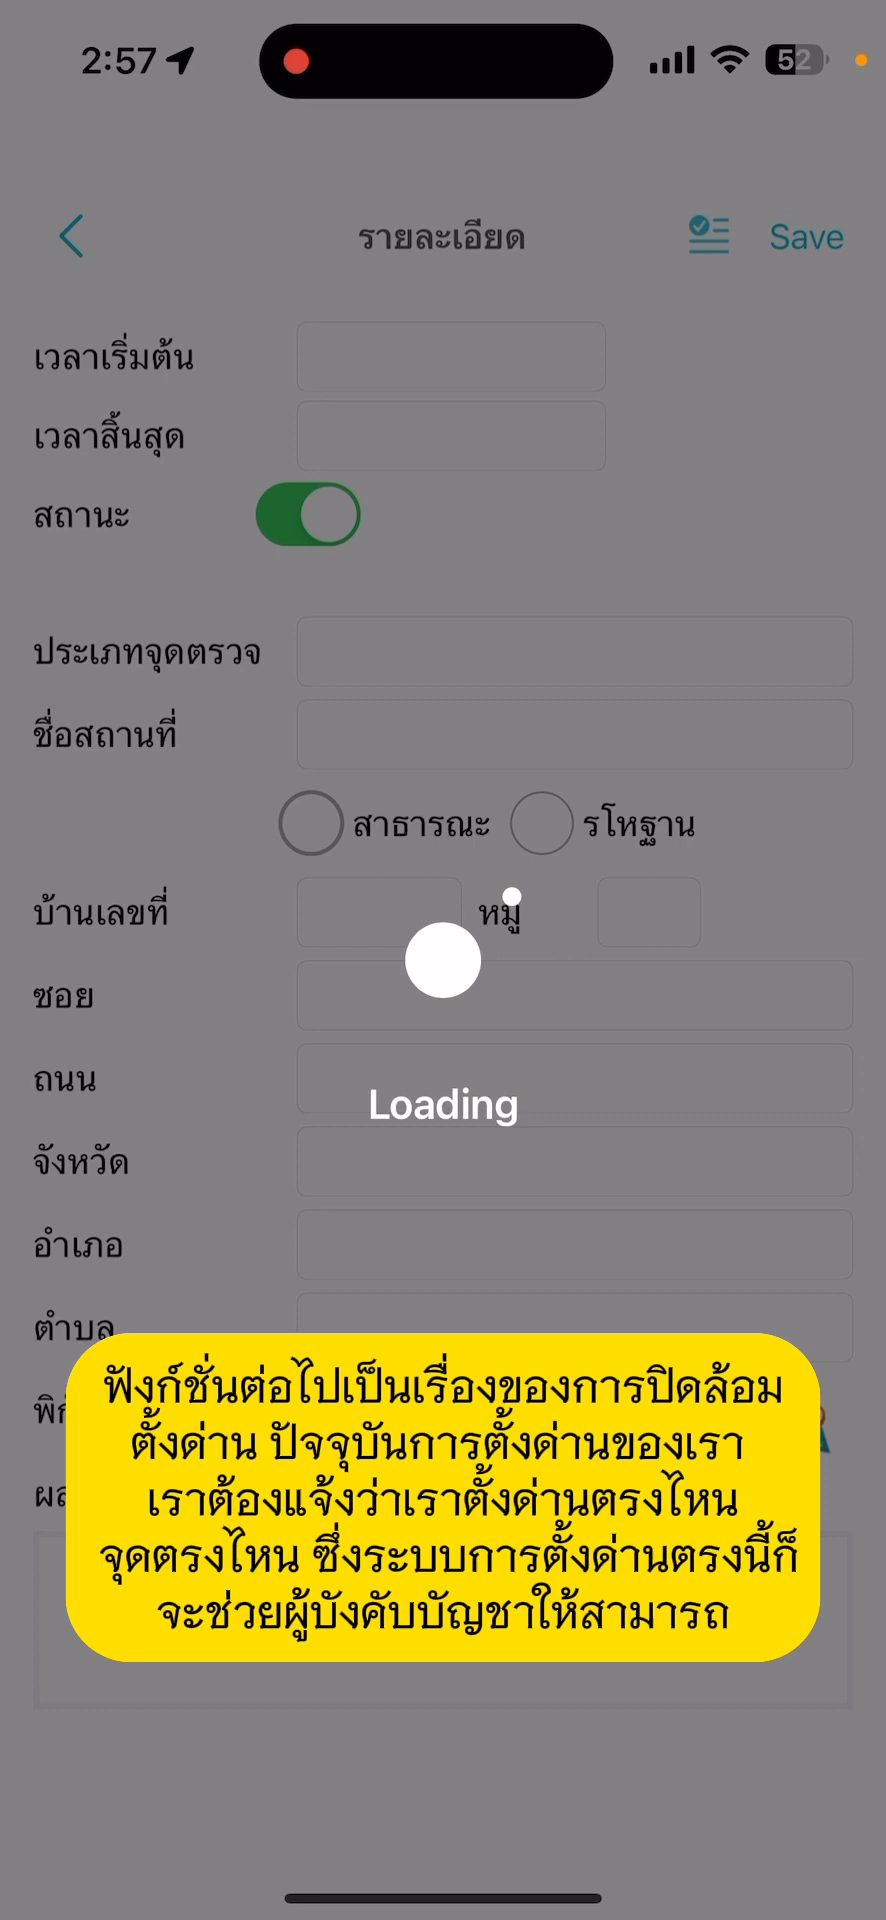 2:57
52
รายละเอียด
Save
เวลาเริ่มต้น
เวลาสิ้นสุด
สถานะ
ประเภทจุดตรวจ
ชื่อสถานที่
สาธารณะ รโหฐาน
บ้านเลขที่ หมู่
ซอย
ถนน
Loading
จังหวัด
อำเภอ
ตำบล
ฟังก์ชั่นต่อไปเป็นเรื่องของการปิดล้อม
ตั้งด่าน ปัจจุบันการตั้งด่านของเรา
เราต้องแจ้งว่าเราตั้งด่านตรงไหน
จุดตรงไหน ซึ่งระบบการตั้งด่านตรงนี้ก็
จะช่วยผู้บังคับบัญชาให้สามารถ